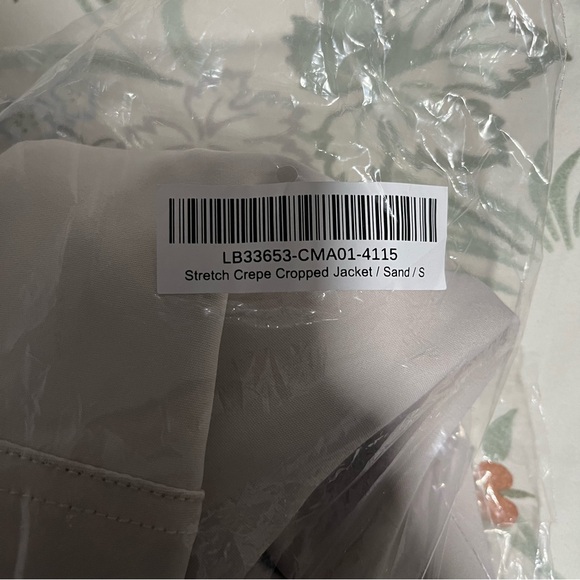 LB33653-CMA01-4115
Stretch Crepe Cropped Jacket / Sand / S